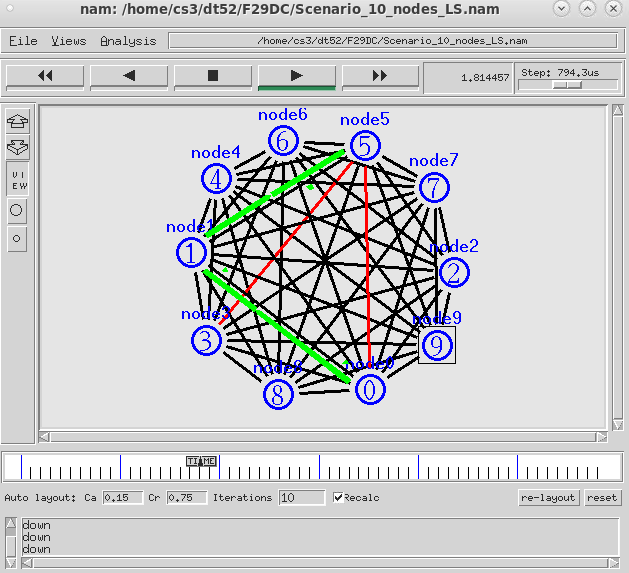 nam: /home/cs3/dt52/F29DC/Scenario_10_nodes_LS.nam
File Views Analysis /home/cs3/dt52/F29DC/Scenario_10_nodes_LS.nam
1.814457 Step: 794.3us
VIEW
node6
6
node5
5
node4
4
node7
7
node1
1
node2
2
node3
3
node9
9
node8
8
node0
0
TIME
Auto layout: Ca 0.15 Cr 0.75 Iterations 10 Recalc re-layout reset
down
down
down